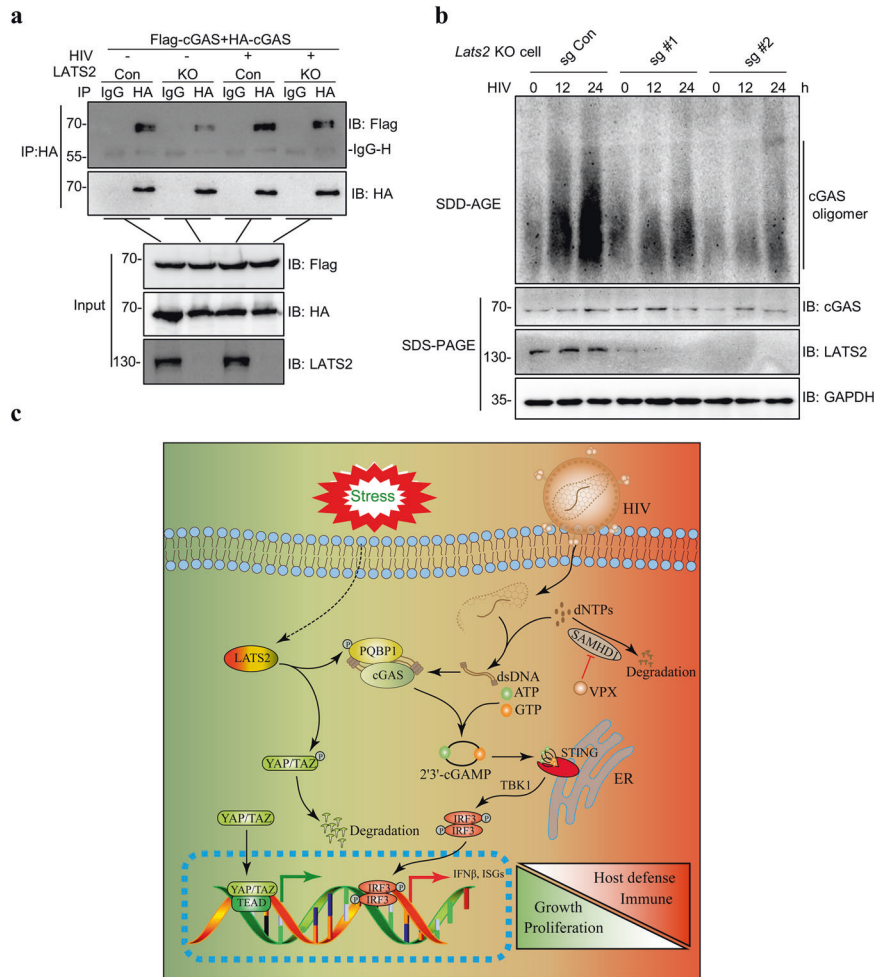 a
Flag-cGAS+HA-cGAS
HIV - - + +
LATS2 Con KO Con KO
IP IgG HA IgG HA IgG HA IgG HA
70- IB: Flag
IP:HA
-IgG-H
55-
70- IB: HA
70- IB: Flag
Input
70- IB: HA
130- IB: LATS2
b
Lats2 KO cell sg Con sg #1 sg #2
HIV 0 12 24 0 12 24 0 12 24 h
SDD-AGE
cGAS
oligomer
70- IB: cGAS
SDS-PAGE
130- IB: LATS2
35- IB: GAPDH
c
Stress
HIV
dNTPs
SAMHD1
Degradation
VPX
LATS2
P
PQBP1
cGAS
dsDNA
ATP
GTP
YAP/TAZ P
2'3'-cGAMP
STING
ER
TBK1
Degradation
YAP/TAZ
IRF3 P
P IRF3
IFNβ, ISGs
YAP/TAZ
TEAD
IRF3 P
P IRF3
Host defense
Immune
Growth
Proliferation